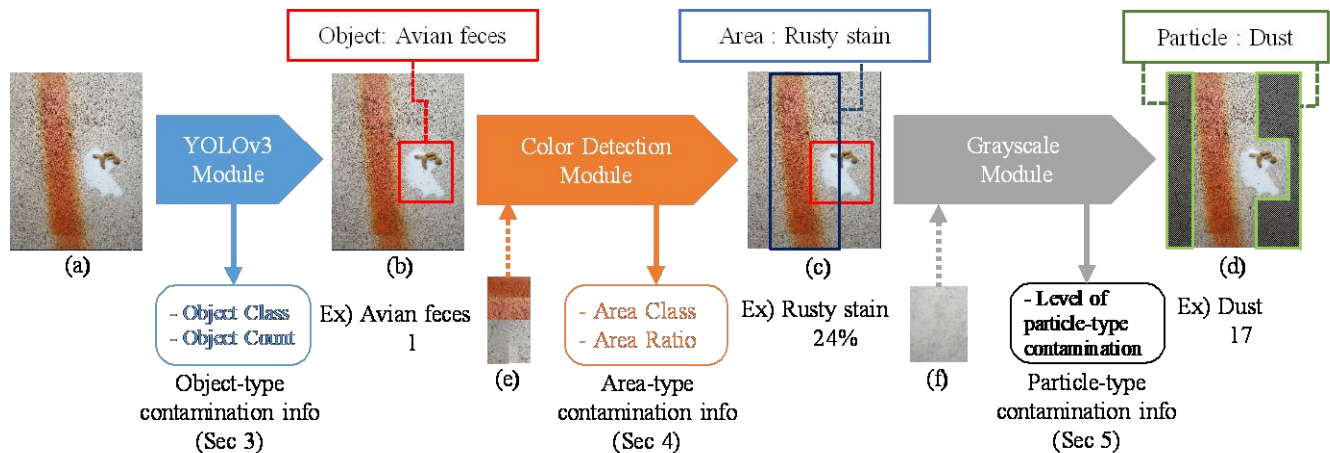 Object: Avian feces
Area : Rusty stain
Particle : Dust
YOLOv3
Module
Color Detection
Module
Grayscale
Module
(a)
(b)
(c)
(d)
- Object Class
- Object Count
Ex) Avian feces
1
(e)
- Area Class
- Area Ratio
Ex) Rusty stain
24%
(f)
- Level of
particle-type
contamination
Ex) Dust
17
Object-type
contamination info
(Sec 3)
Area-type
contamination info
(Sec 4)
Particle-type
contamination info
(Sec 5)